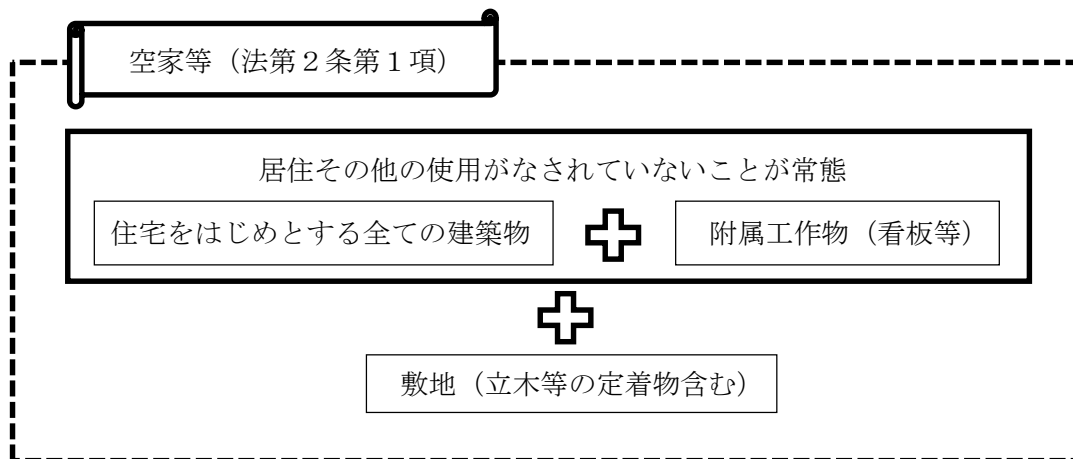 空家等（法第２条第１項）
居住その他の使用がなされていないことが常態
住宅をはじめとする全ての建築物
附属工作物（看板等）
敷地（立木等の定着物含む）